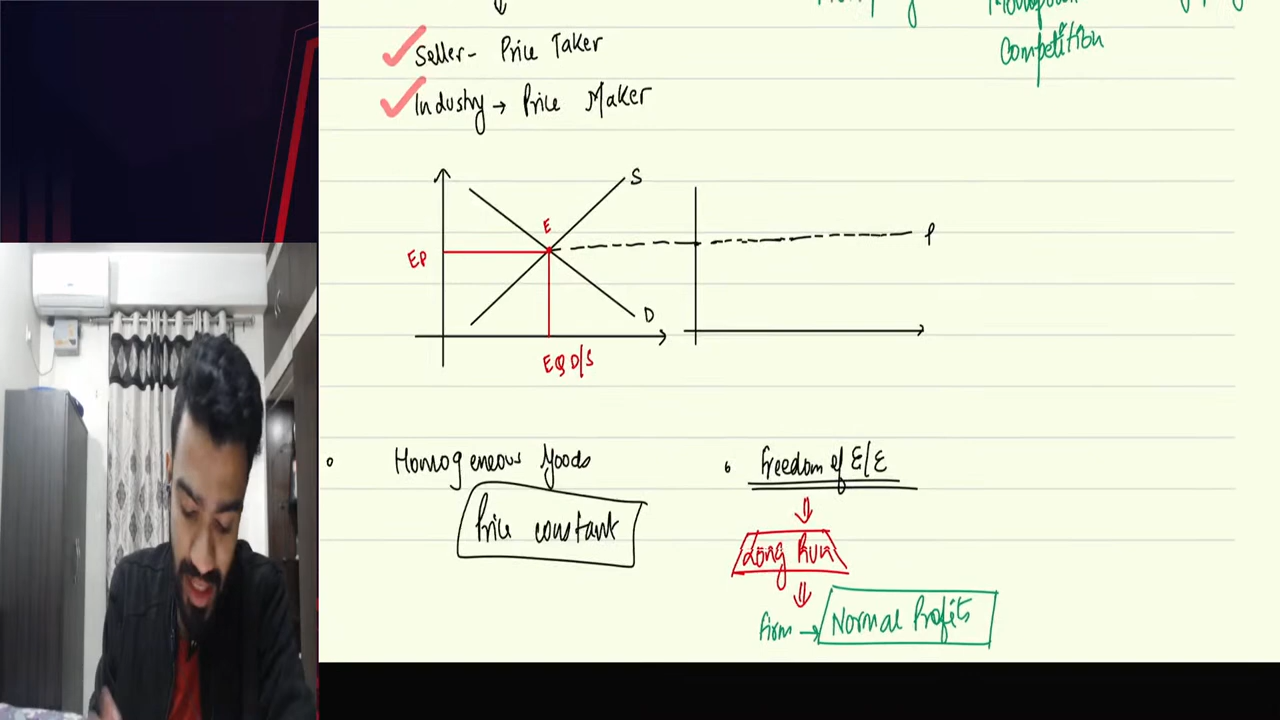 Seller- Price Taker
Industry → Price Maker
Competition
S
E
EP
P
D
EQ D/S
Homogeneous Goods
Price constant
Freedom of E/E
Long Run
firm → Normal Profits